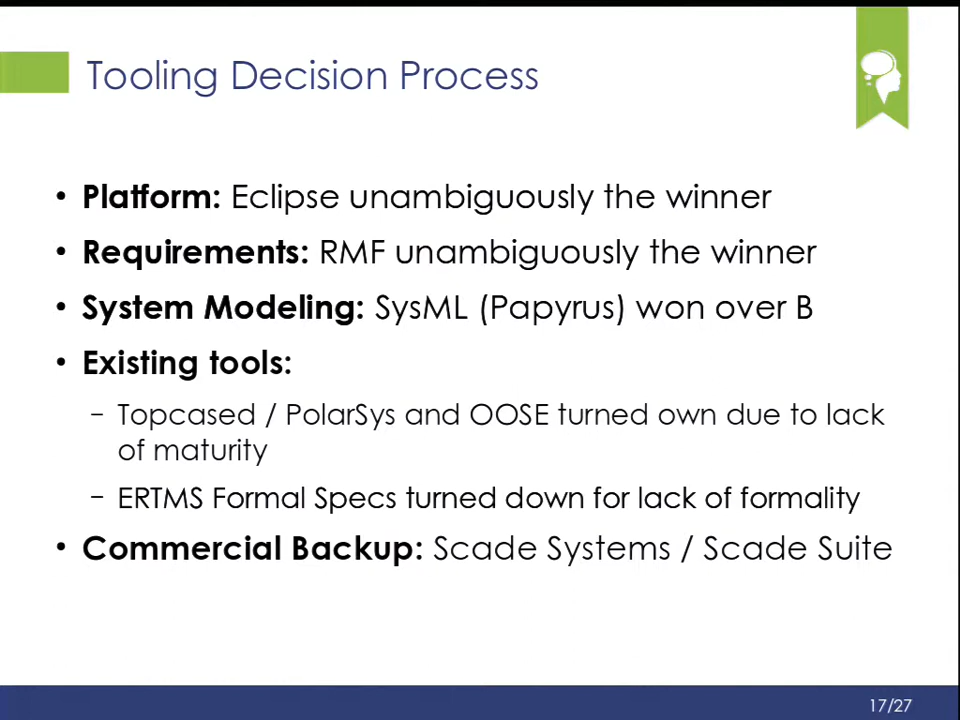 Tooling Decision Process
• Platform: Eclipse unambiguously the winner
• Requirements: RMF unambiguously the winner
• System Modeling: SysML (Papyrus) won over B
• Existing tools:
– Topcased / PolarSys and OOSE turned own due to lack
of maturity
– ERTMS Formal Specs turned down for lack of formality
• Commercial Backup: Scade Systems / Scade Suite
17/27